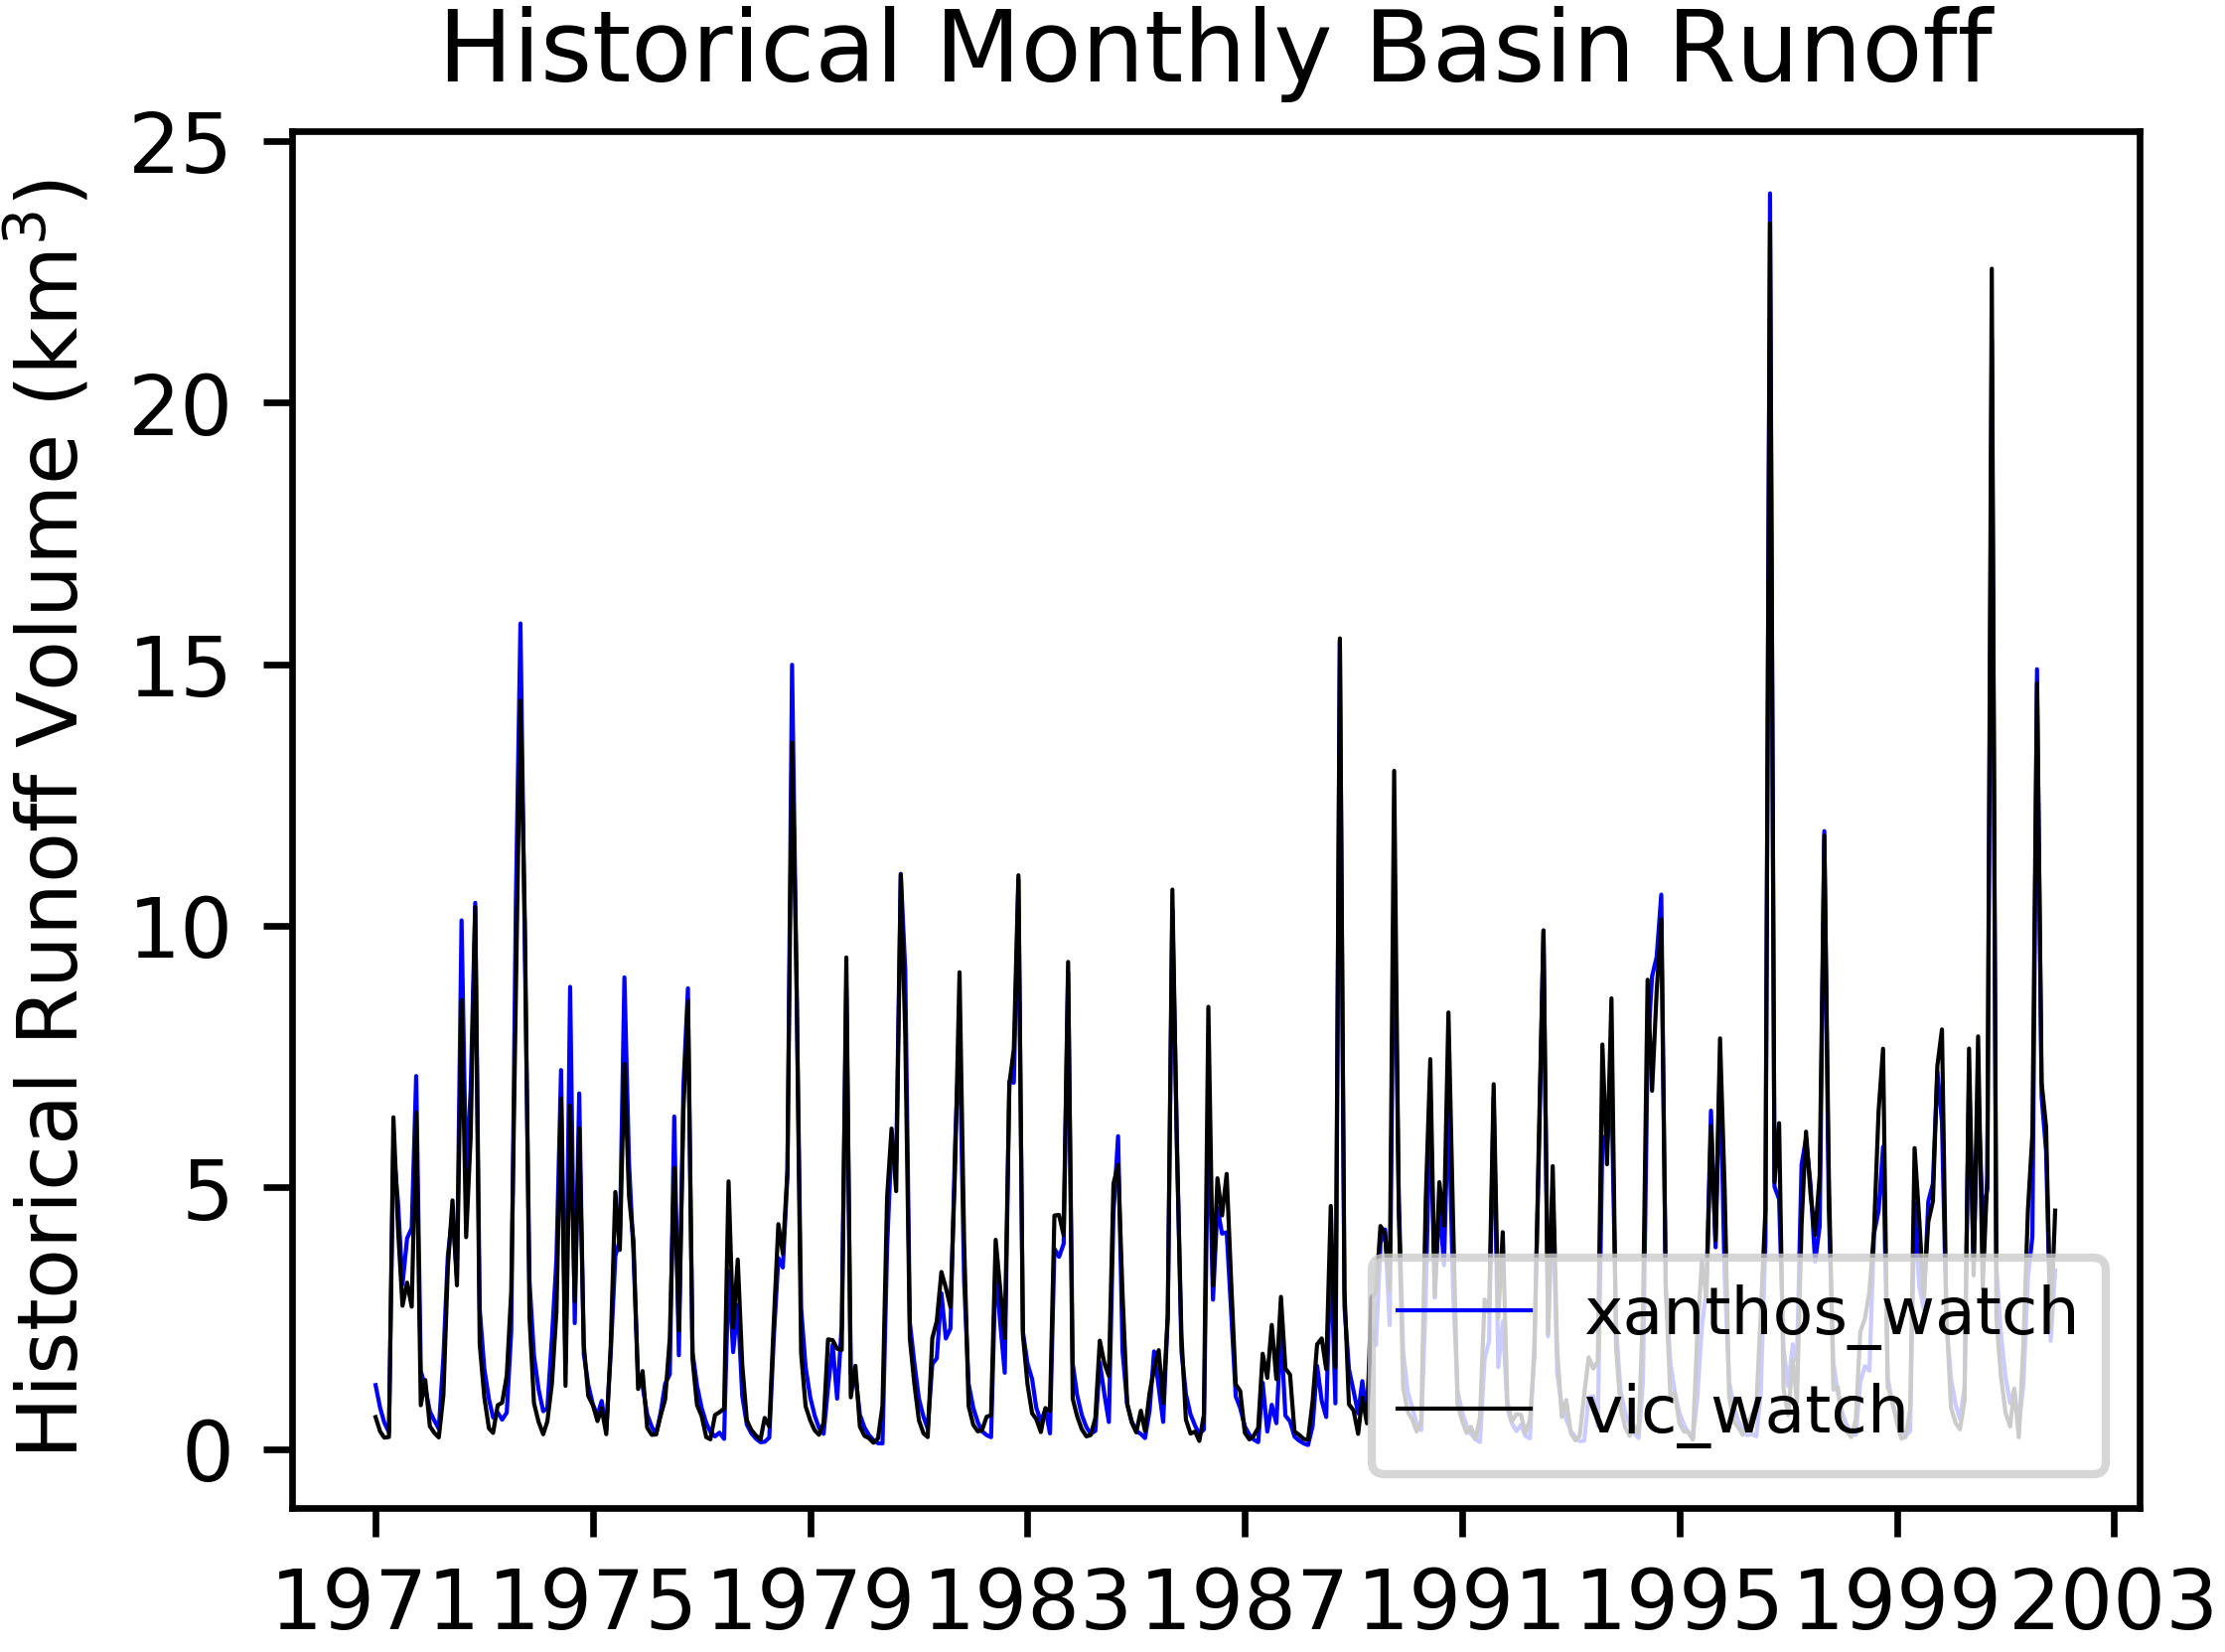 Historical Monthly Basin Runoff
Historical Runoff Volume (km³)
25
20
15
10
5
0
xanthos_watch
vic_watch
1971 1975 1979 1983 1987 1991 1995 1999 2003